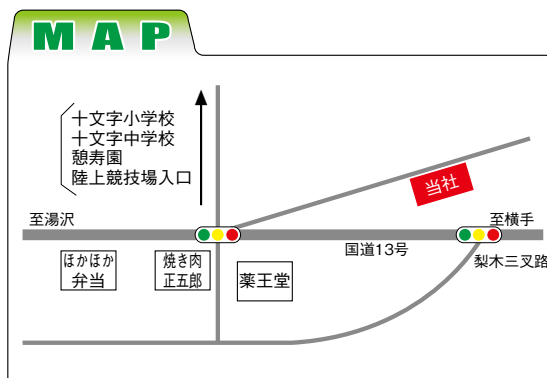 MAP
十文字小学校
十文字中学校
憩寿園
陸上競技場入口
当社
至湯沢
至横手
国道13号
梨木三叉路
ほかほか
弁当
焼き肉
正五郎
薬王堂